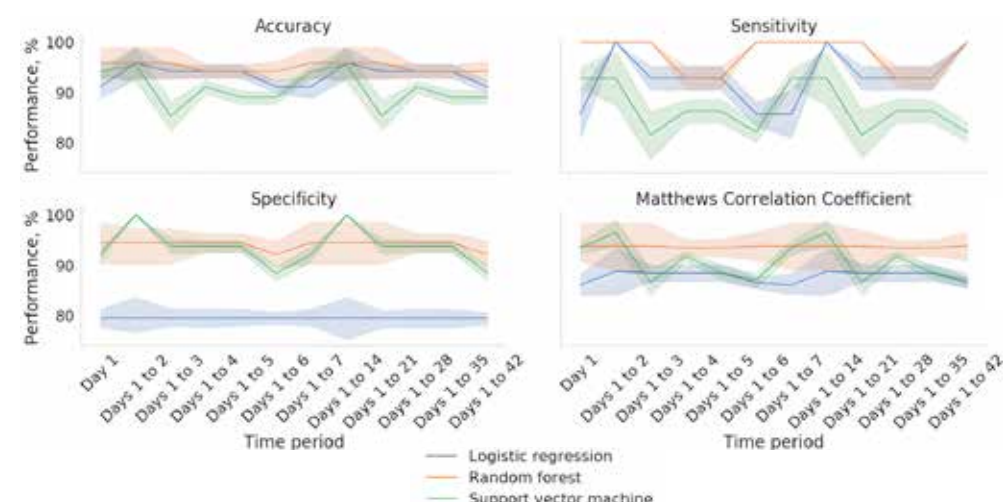 Accuracy
Sensitivity
100
90
80
Performance, %
Specificity
Matthews Correlation Coefficient
100
90
80
Performance, %
Day 1
Days 1 to 2
Days 1 to 3
Days 1 to 4
Days 1 to 5
Days 1 to 6
Days 1 to 7
Days 1 to 14
Days 1 to 21
Days 1 to 28
Days 1 to 35
Days 1 to 42
Day 1
Days 1 to 2
Days 1 to 3
Days 1 to 4
Days 1 to 5
Days 1 to 6
Days 1 to 7
Days 1 to 14
Days 1 to 21
Days 1 to 28
Days 1 to 35
Days 1 to 42
Time period
Time period
Logistic regression
Random forest
Support vector machine